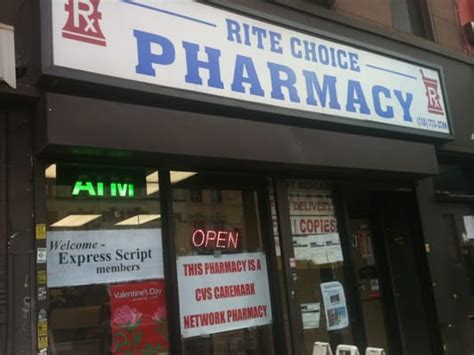 Rx
RITE CHOICE
PHARMACY
Rx
ATM
Welcome -
Express Script
members
OPEN
THIS PHARMACY IS A
CVS CAREMARK
NETWORK PHARMACY
Valentine's Day
DELIVERY
COPIES